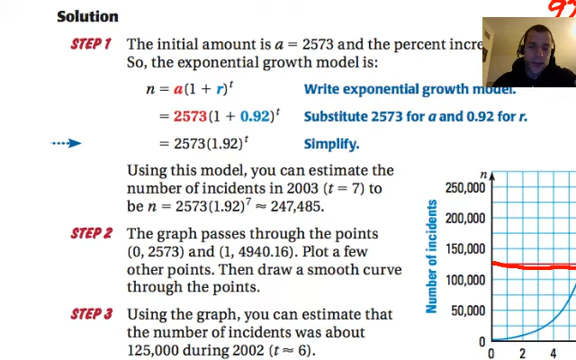 Solution
STEP 1 The initial amount is a = 2573 and the percent incre
So, the exponential growth model is:
n = a(1 + r)^t Write exponential growth model.
= 2573(1 + 0.92)^t Substitute 2573 for a and 0.92 for r.
= 2573(1.92)^t Simplify.
Using this model, you can estimate the
number of incidents in 2003 (t = 7) to
be n = 2573(1.92)^7 ≈ 247,485.
STEP 2 The graph passes through the points
(0, 2573) and (1, 4940.16). Plot a few
other points. Then draw a smooth curve
through the points.
STEP 3 Using the graph, you can estimate that
the number of incidents was about
125,000 during 2002 (t ≈ 6).
n
250,000
200,000
150,000
100,000
50,000
0
0 2 4
Number of incidents